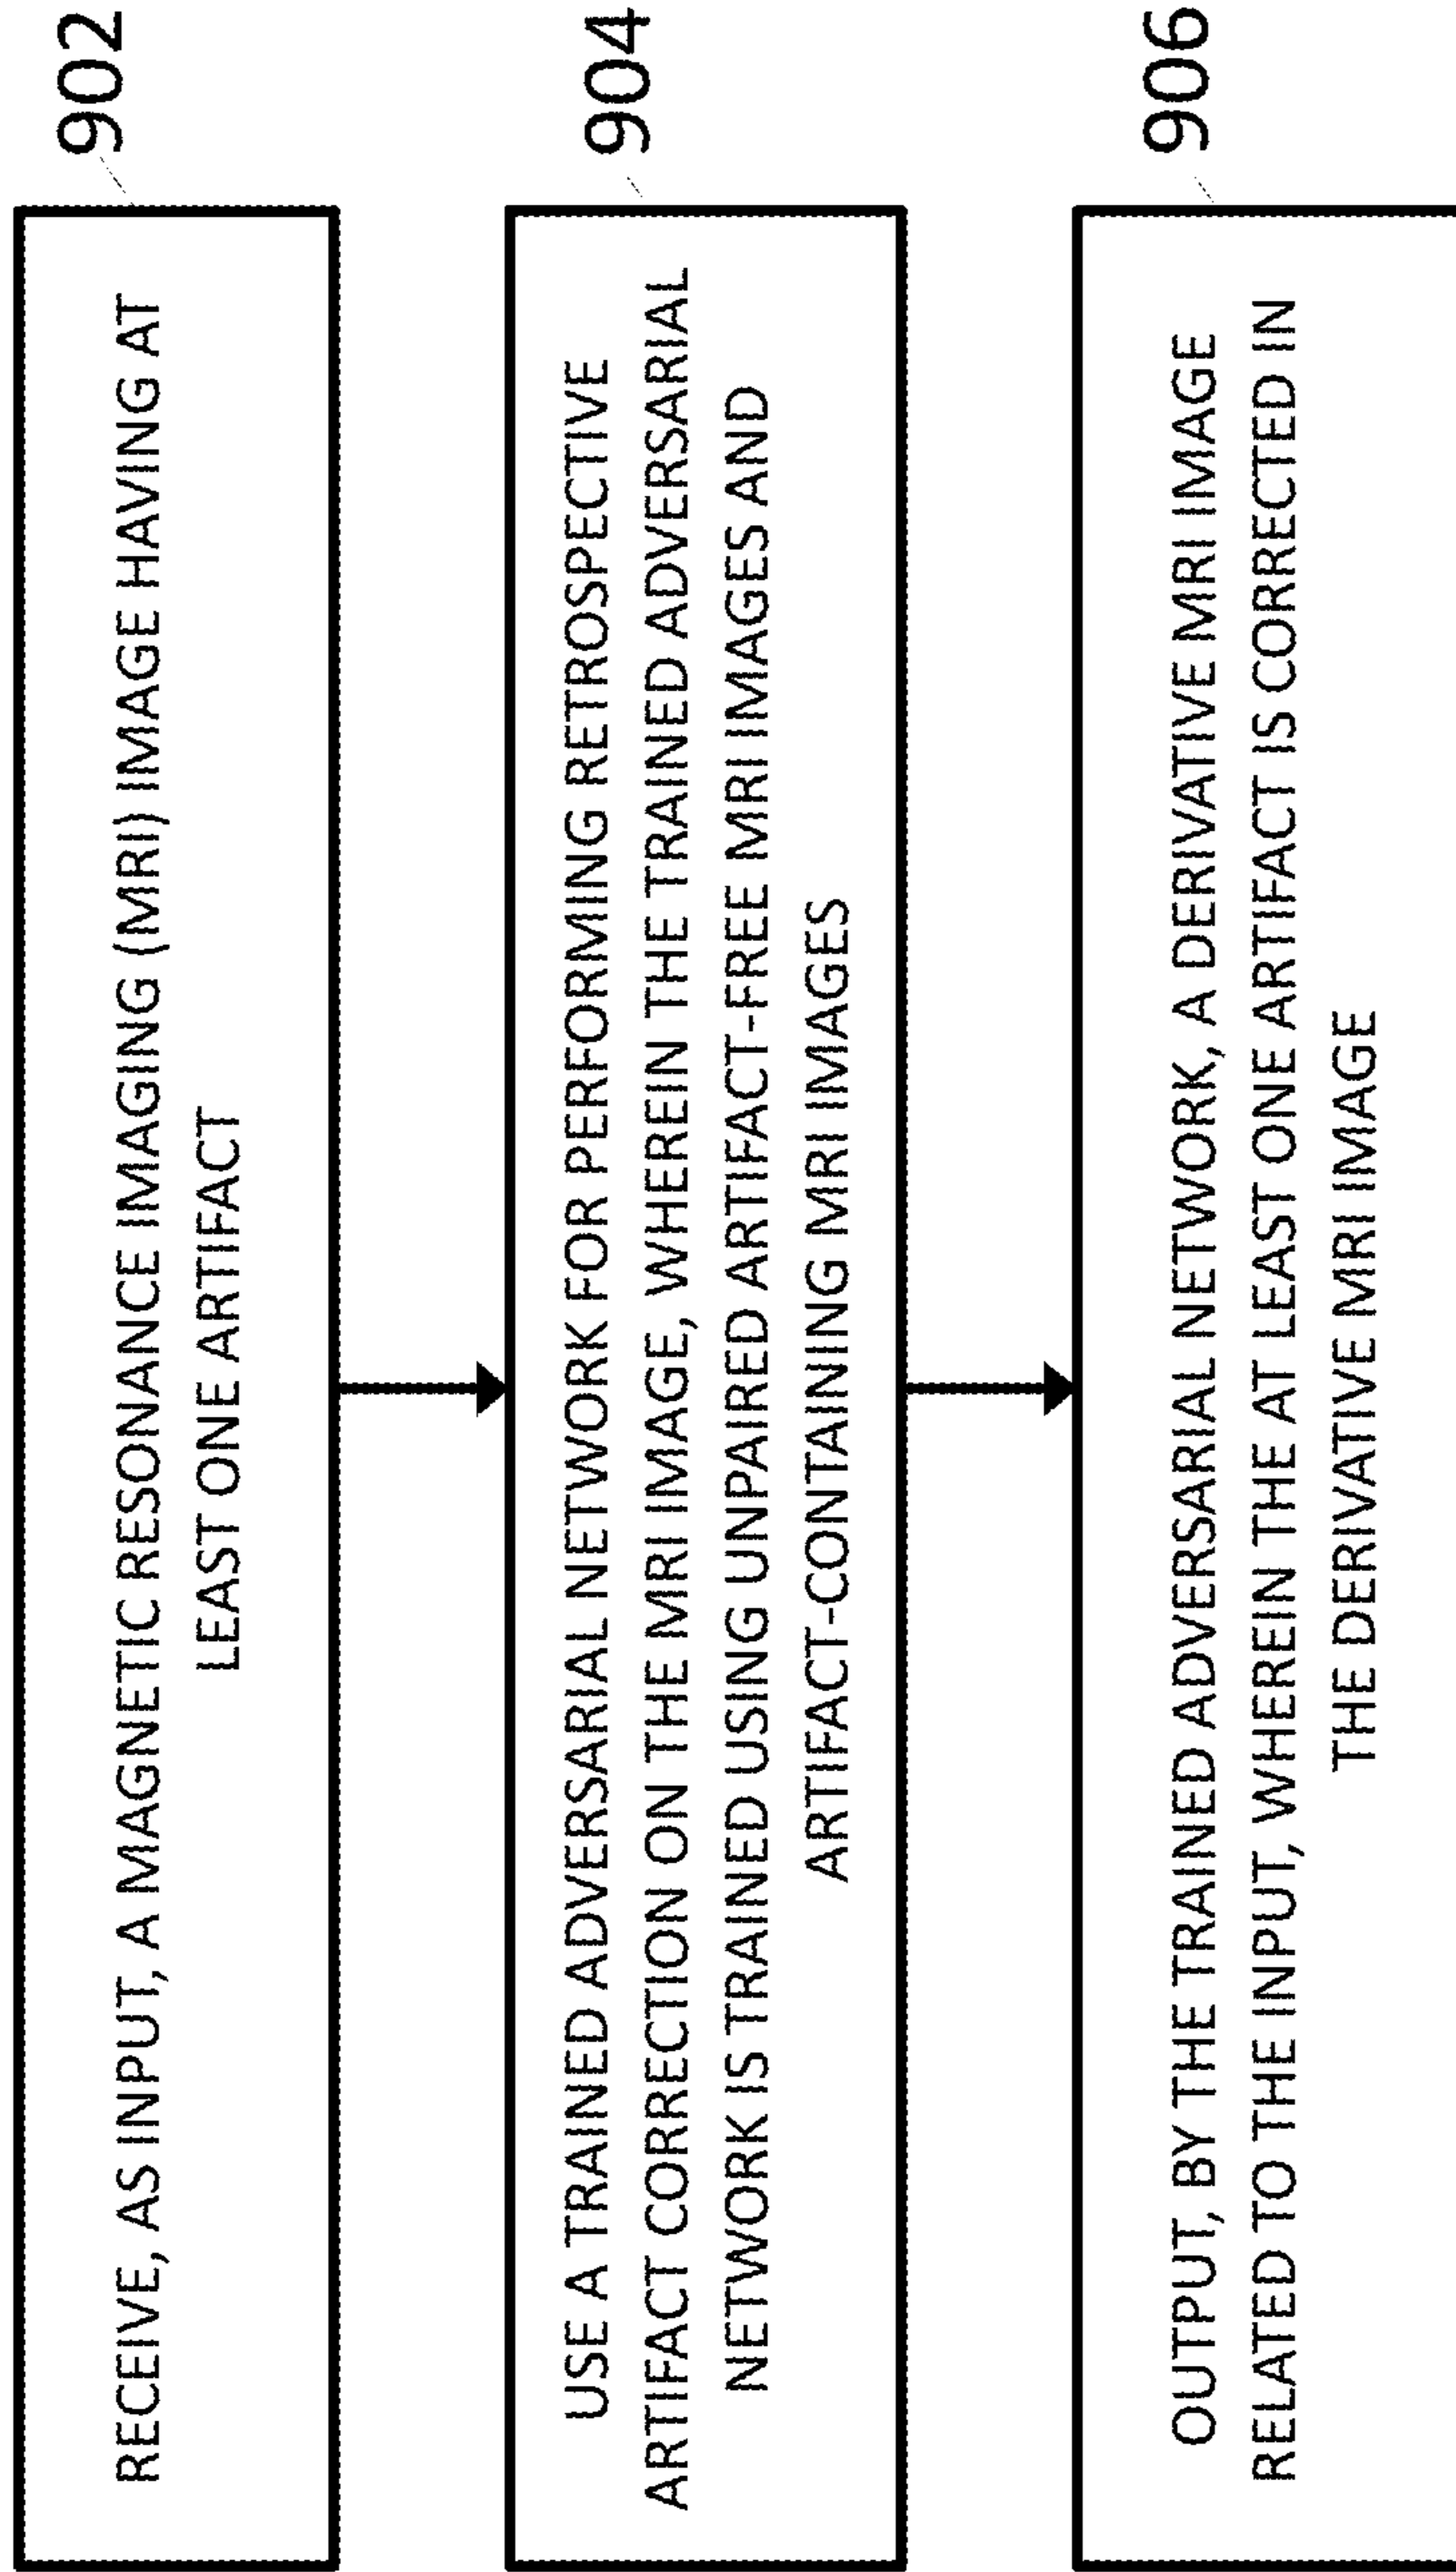 RECEIVE, AS INPUT, A MAGNETIC RESONANCE IMAGING (MRI) IMAGE HAVING AT
LEAST ONE ARTIFACT
902
USE A TRAINED ADVERSARIAL NETWORK FOR PERFORMING RETROSPECTIVE
ARTIFACT CORRECTION ON THE MRI IMAGE, WHEREIN THE TRAINED ADVERSARIAL
NETWORK IS TRAINED USING UNPAIRED ARTIFACT-FREE MRI IMAGES AND
ARTIFACT-CONTAINING MRI IMAGES
904
OUTPUT, BY THE TRAINED ADVERSARIAL NETWORK, A DERIVATIVE MRI IMAGE
RELATED TO THE INPUT, WHEREIN THE AT LEAST ONE ARTIFACT IS CORRECTED IN
THE DERIVATIVE MRI IMAGE
906